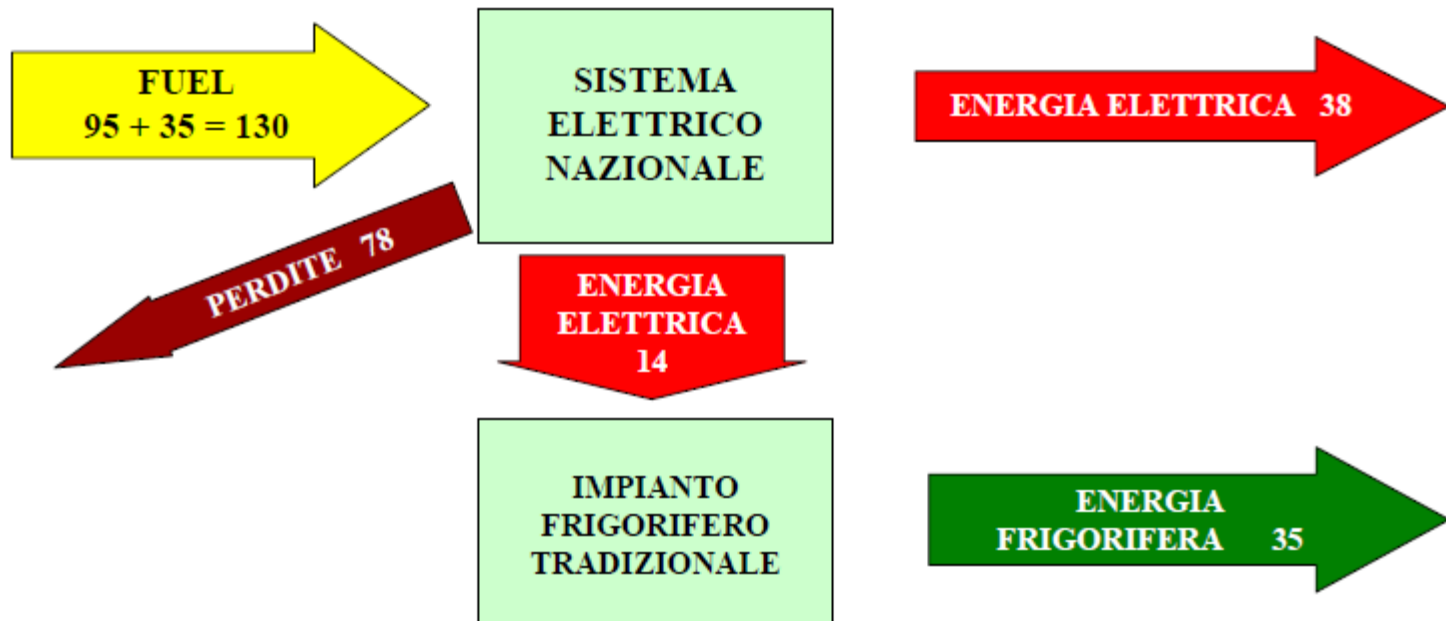 FUEL
95 + 35 = 130
SISTEMA
ELETTRICO
NAZIONALE
ENERGIA ELETTRICA 38
PERDITE 78
ENERGIA
ELETTRICA
14
IMPIANTO
FRIGORIFERO
TRADIZIONALE
ENERGIA
FRIGORIFERA 35